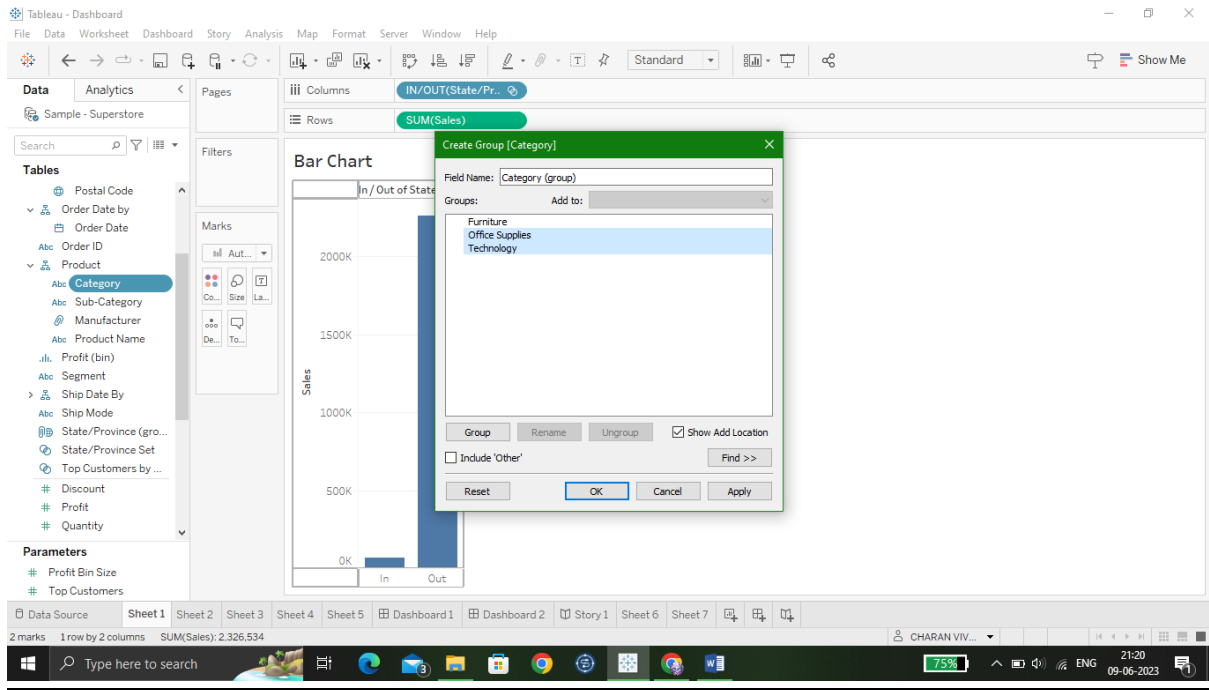 Tableau - Dashboard
File Data Worksheet Dashboard Story Analysis Map Format Server Window Help
Standard
Show Me
Data Analytics
Sample - Superstore
Search
Tables
Postal Code
Order Date by
Order Date
Abc Order ID
Product
Abc Category
Abc Sub-Category
Manufacturer
Abc Product Name
Profit (bin)
Abc Segment
Ship Date By
Abc Ship Mode
State/Province (gro...
State/Province Set
Top Customers by ...
# Discount
# Profit
# Quantity
Parameters
# Profit Bin Size
# Top Customers
Pages
Filters
Marks
Aut...
Co... Size La...
De... To...
iii Columns IN/OUT(State/Pr..
Rows SUM(Sales)
Bar Chart
In / Out of State
Sales
2000K
1500K
1000K
500K
0K
In Out
Create Group [Category]
Field Name: Category (group)
Groups: Add to:
Furniture
Office Supplies
Technology
Group Rename Ungroup Show Add Location
Include 'Other' Find >>
Reset OK Cancel Apply
Data Source Sheet 1 Sheet 2 Sheet 3 Sheet 4 Sheet 5 Dashboard 1 Dashboard 2 Story 1 Sheet 6 Sheet 7
2 marks 1 row by 2 columns SUM(Sales): 2,326,534
CHARAN VIV...
Type here to search
75%
ENG
21:20
09-06-2023